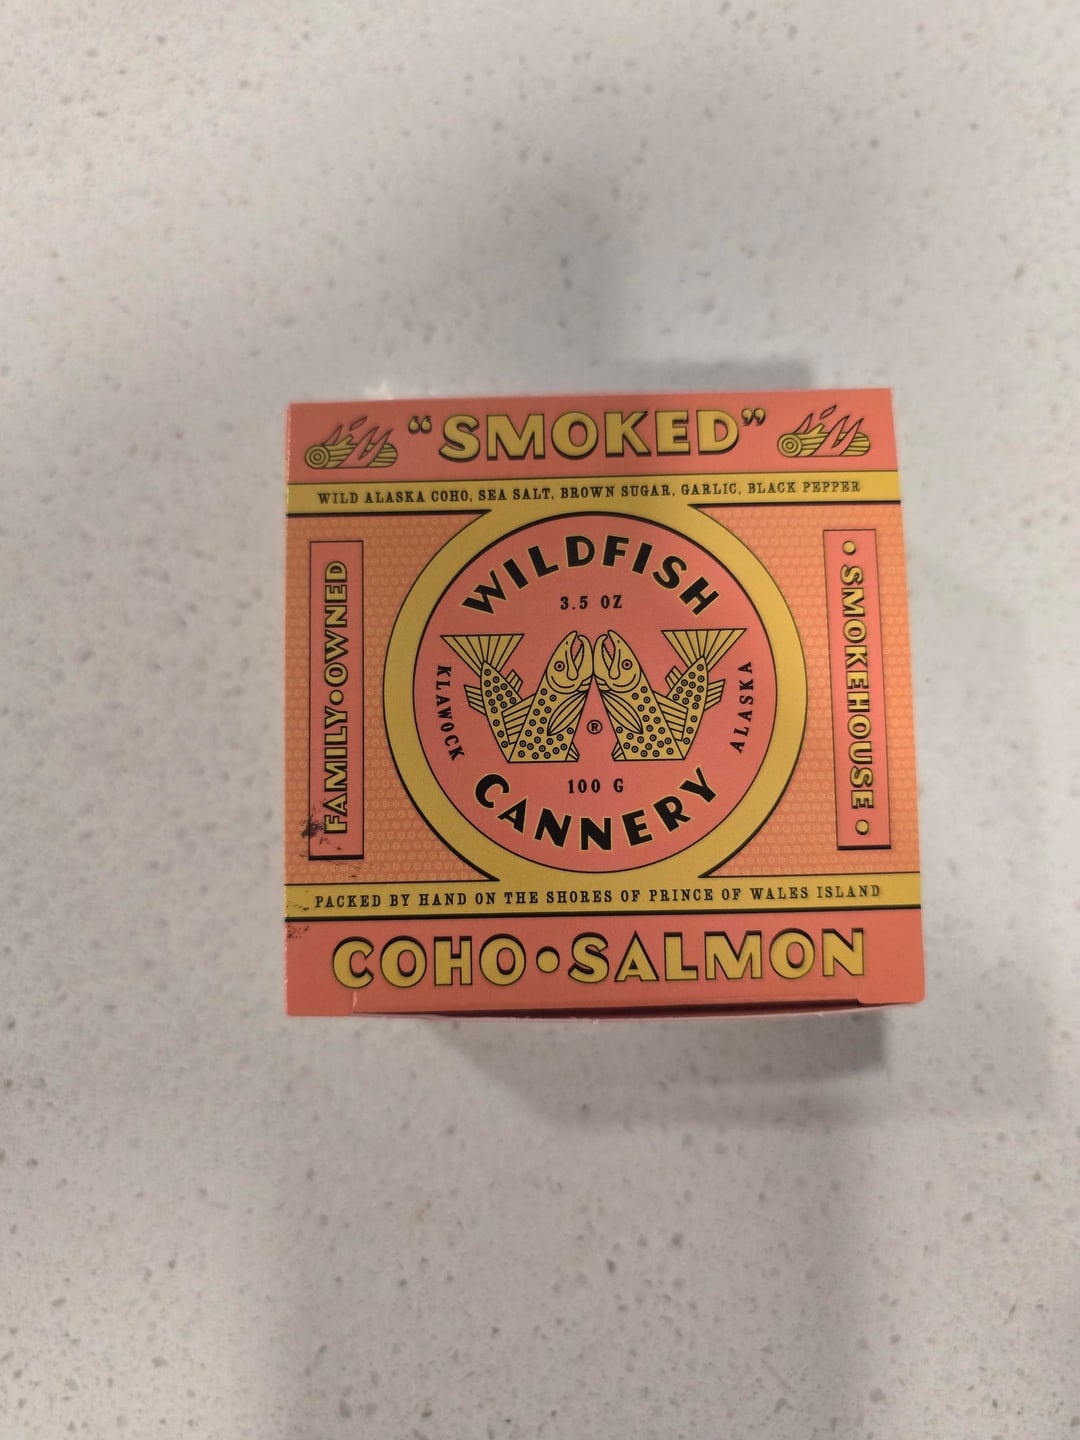 “SMOKED”
WILD ALASKA COHO, SEA SALT, BROWN SUGAR, GARLIC, BLACK PEPPER
FAMILY•OWNED
WILDFISH
3.5 OZ
KLAWOCK
ALASKA
®
100 G
CANNERY
•SMOKEHOUSE•
PACKED BY HAND ON THE SHORES OF PRINCE OF WALES ISLAND
COHO•SALMON